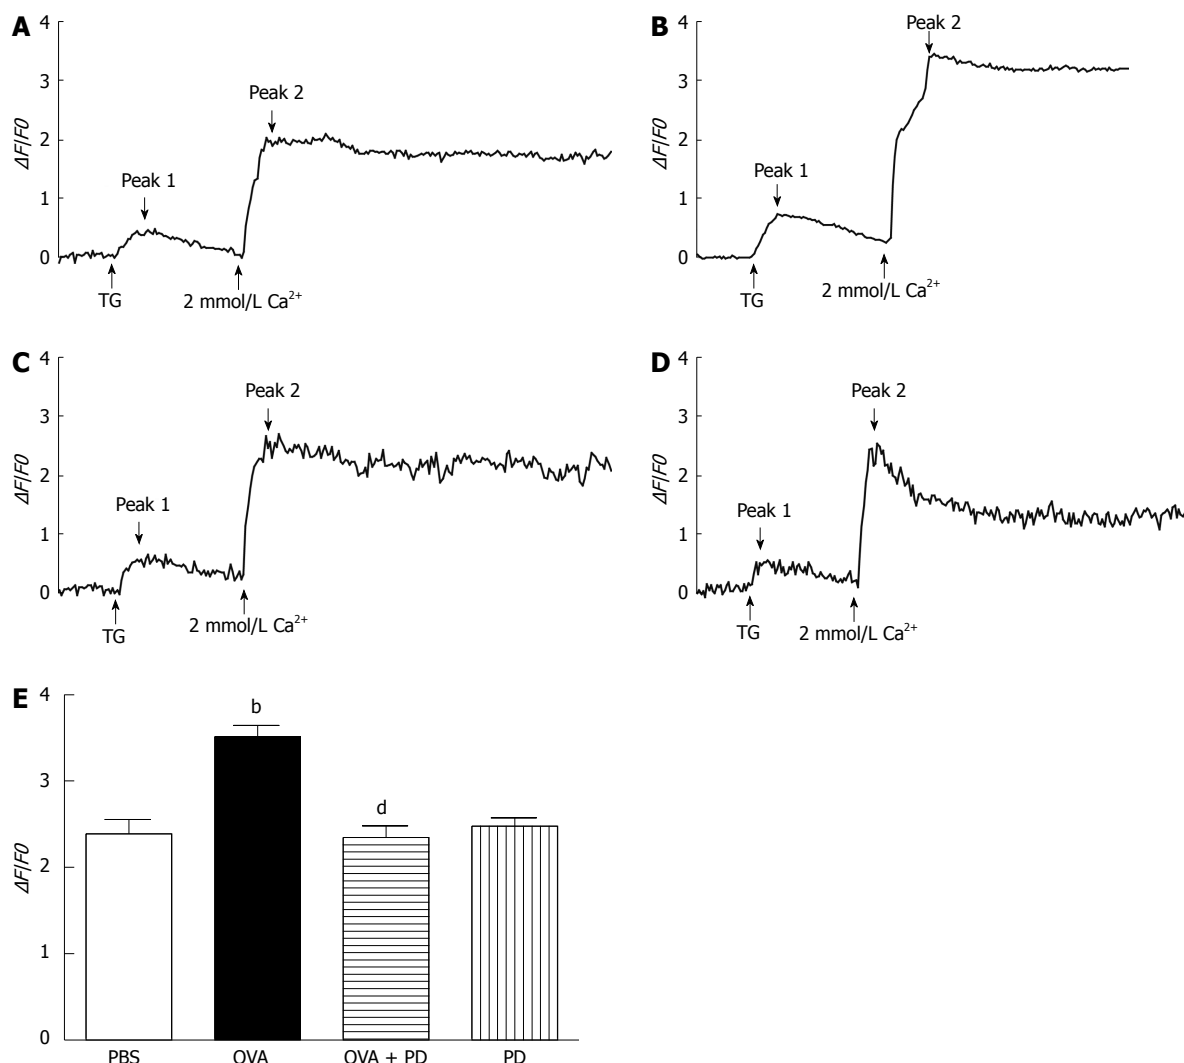 A
4
3
2
1
0
ΔF/F0
Peak 1
Peak 2
TG
2 mmol/L Ca²⁺
B
4
3
2
1
0
ΔF/F0
Peak 1
Peak 2
TG
2 mmol/L Ca²⁺
C
4
3
2
1
0
ΔF/F0
Peak 1
Peak 2
TG
2 mmol/L Ca²⁺
D
4
3
2
1
0
ΔF/F0
Peak 1
Peak 2
TG
2 mmol/L Ca²⁺
E
4
3
2
1
0
ΔF/F0
b
d
PBS
OVA
OVA + PD
PD